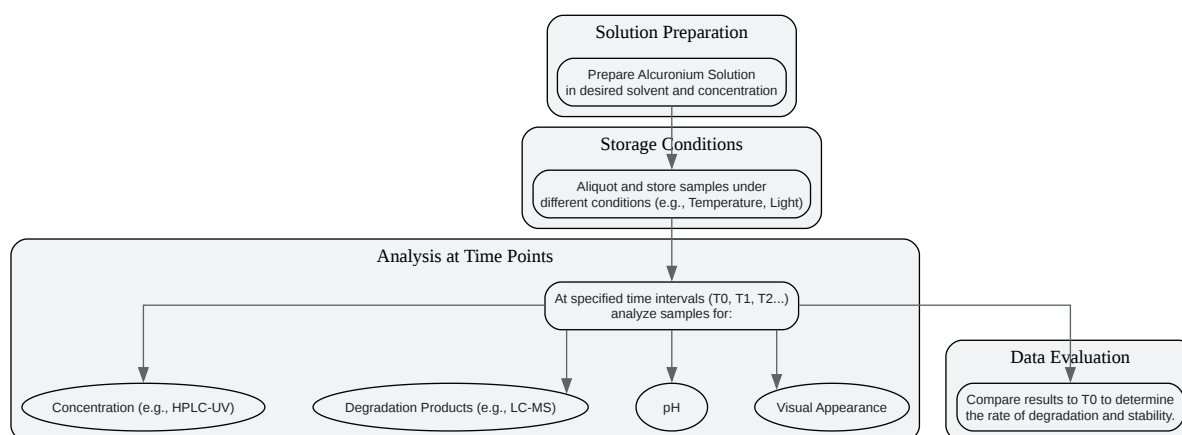 Solution Preparation
Prepare Alcuronium Solution
in desired solvent and concentration
Storage Conditions
Aliquot and store samples under
different conditions (e.g., Temperature, Light)
Analysis at Time Points
At specified time intervals (T0, T1, T2...)
analyze samples for:
Concentration (e.g., HPLC-UV)
Degradation Products (e.g., LC-MS)
pH
Visual Appearance
Data Evaluation
Compare results to T0 to determine
the rate of degradation and stability.